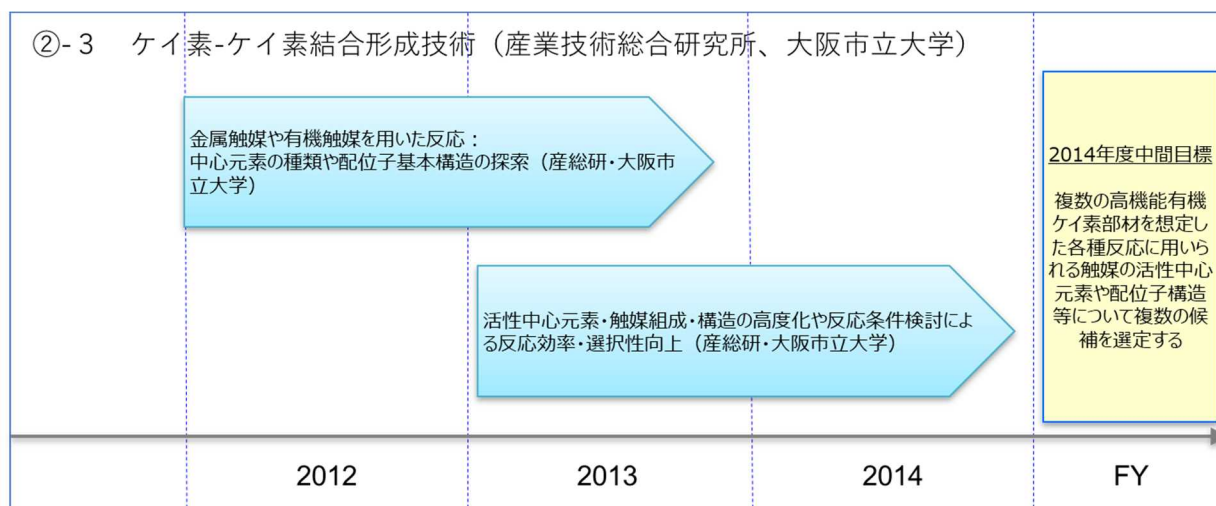 ②-３　ケイ素-ケイ素結合形成技術（産業技術総合研究所、大阪市立大学）
金属触媒や有機触媒を用いた反応：
中心元素の種類や配位子基本構造の探索（産総研・大阪市
立大学）
2014年度中間目標
複数の高機能有機
ケイ素部材を想定し
た各種反応に用いら
れる触媒の活性中心
元素や配位子構造
等について複数の候
補を選定する
活性中心元素・触媒組成・構造の高度化や反応条件検討によ
る反応効率・選択性向上（産総研・大阪市立大学）
2012
2013
2014
FY